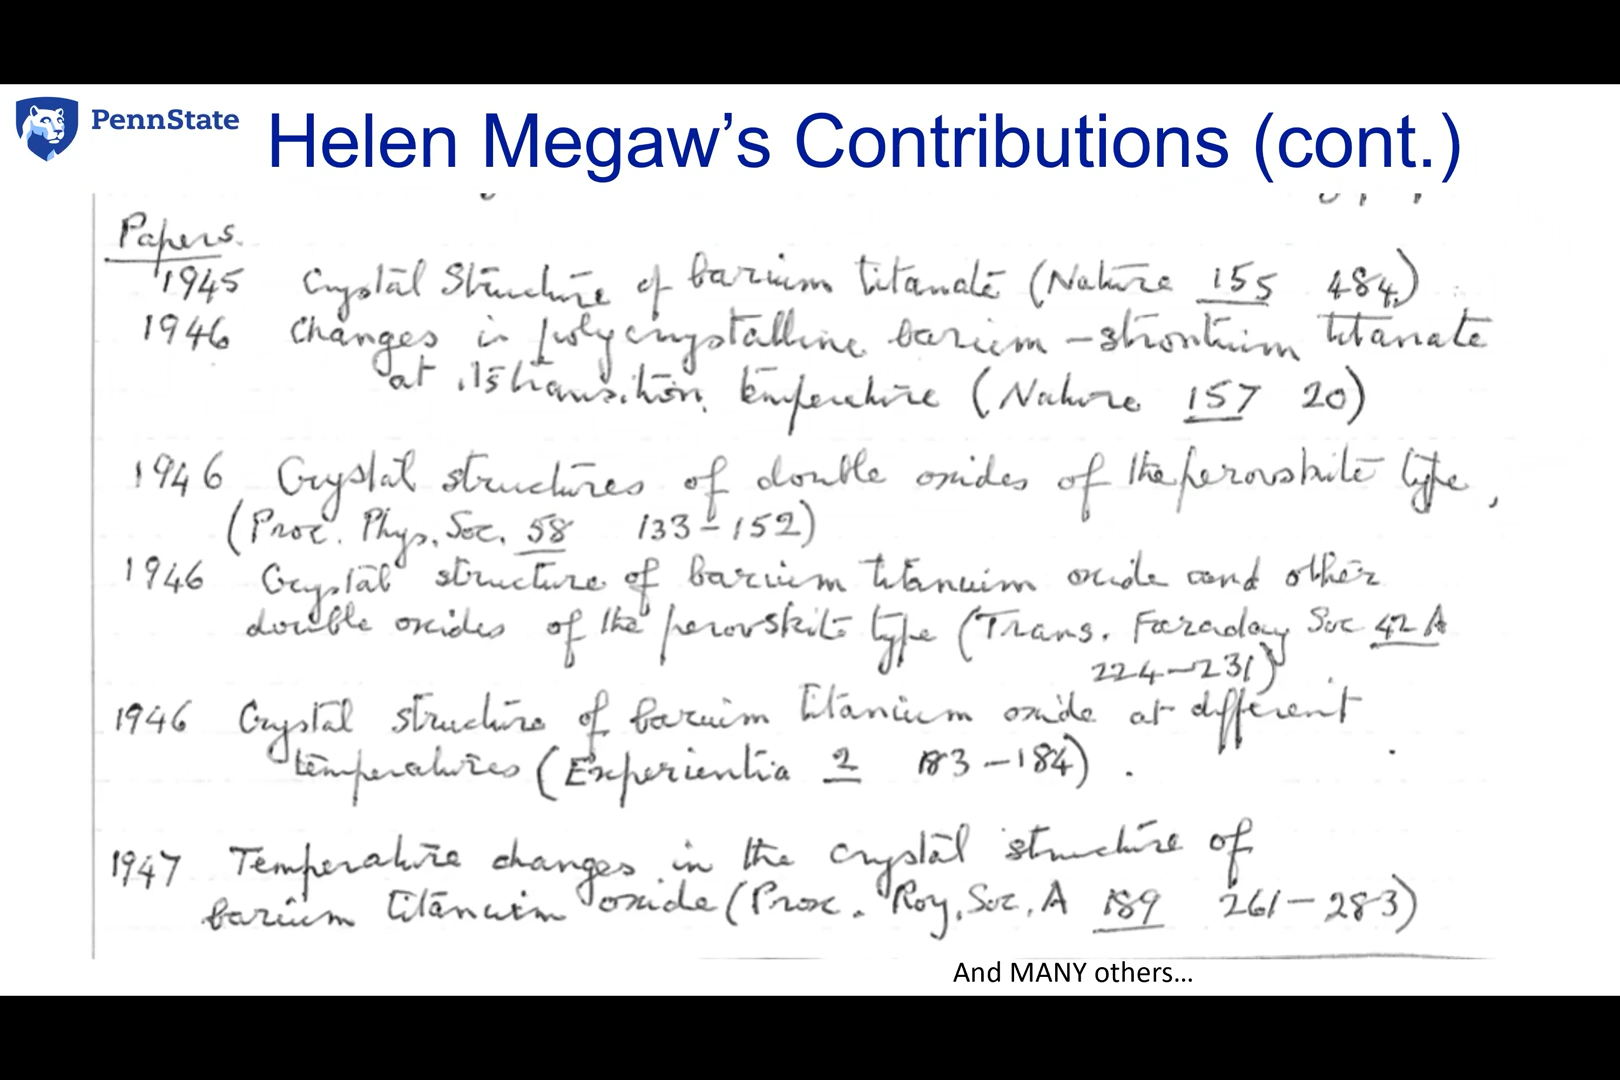 PennState
Helen Megaw's Contributions (cont.)
Papers.
1945 Crystal Structure of barium titanate (Nature 155 484)
1946 Changes in polycrystalline barium-strontium titanate
at its transition temperature (Nature 157 20)
1946 Crystal structures of double oxides of the perovskite type,
(Proc. Phys. Soc. 58 133-152)
1946 Crystal structure of barium titanium oxide and other
double oxides of the perovskite type (Trans. Faraday Soc 42A
224-231)
1946 Crystal structure of barium titanium oxide at different
temperatures (Experientia 2 183-184).
1947 Temperature changes in the crystal structure of
barium titanium oxide (Proc. Roy. Soc. A 189 261-283)
And MANY others...